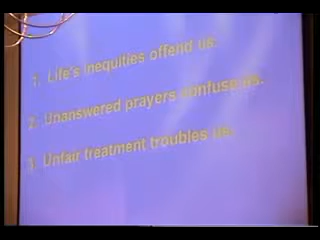 1. Life's inequities offend us.
2. Unanswered prayers confuse us.
3. Unfair treatment troubles us.